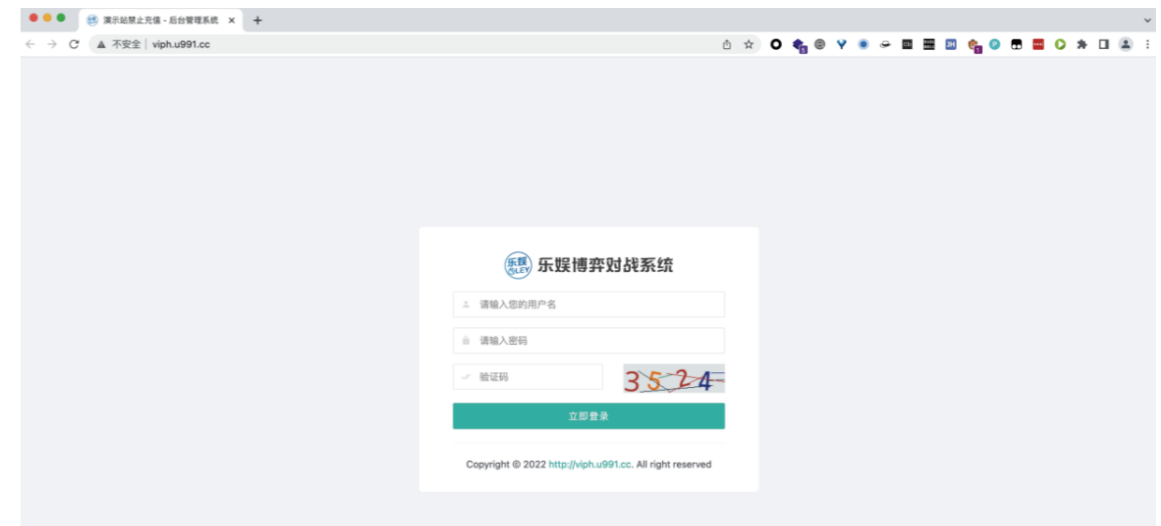 演示站禁止充值 - 后台管理系统
不安全 viph.u991.cc
乐娱 OLEY 乐娱博弈对战系统
请输入您的用户名
请输入密码
验证码 3524
立即登录
Copyright © 2022 http://viph.u991.cc. All right reserved